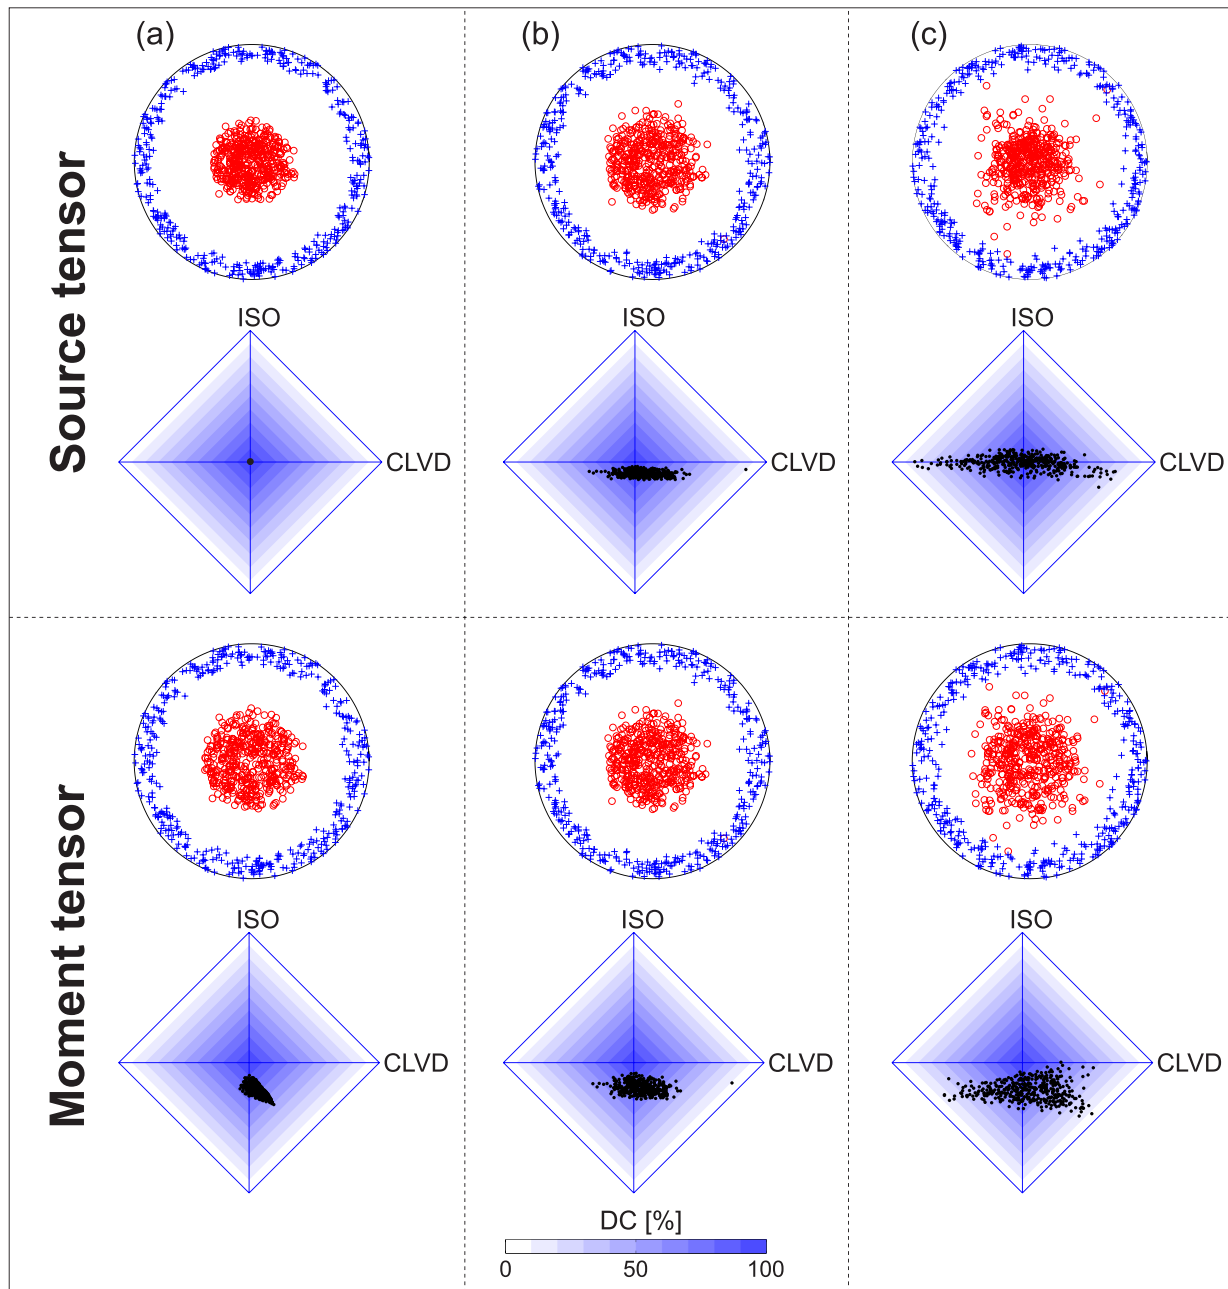 (a)
(b)
(c)
Source tensor
ISO
ISO
ISO
CLVD
CLVD
CLVD
Moment tensor
ISO
ISO
ISO
CLVD
CLVD
CLVD
DC [%]
0
50
100